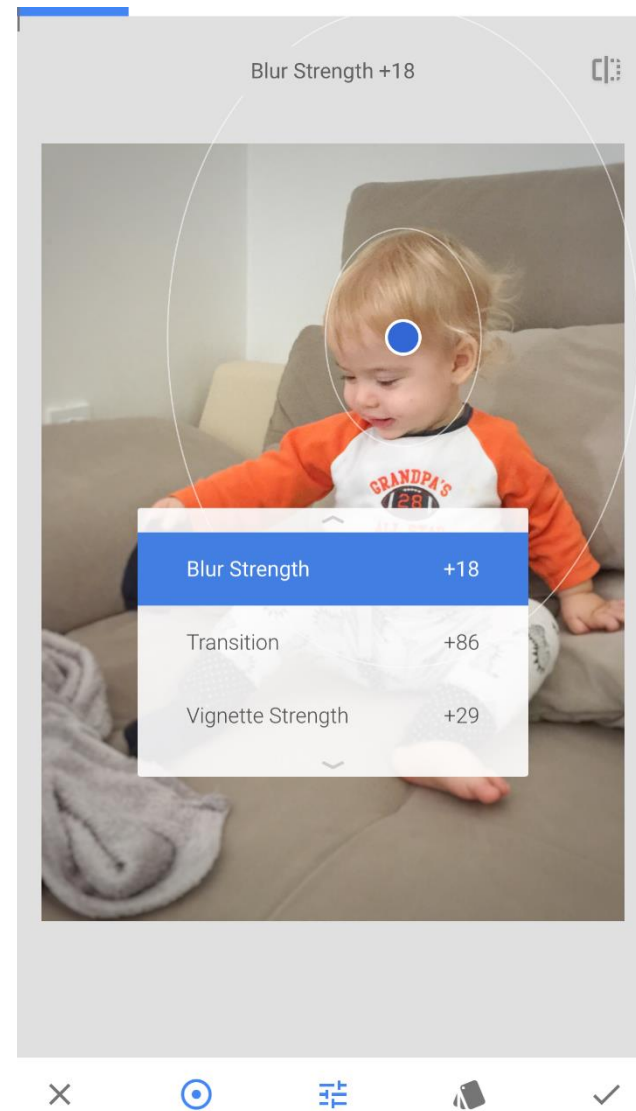 Blur Strength +18
GRANDPA'S
28
Blur Strength +18
Transition +86
Vignette Strength +29